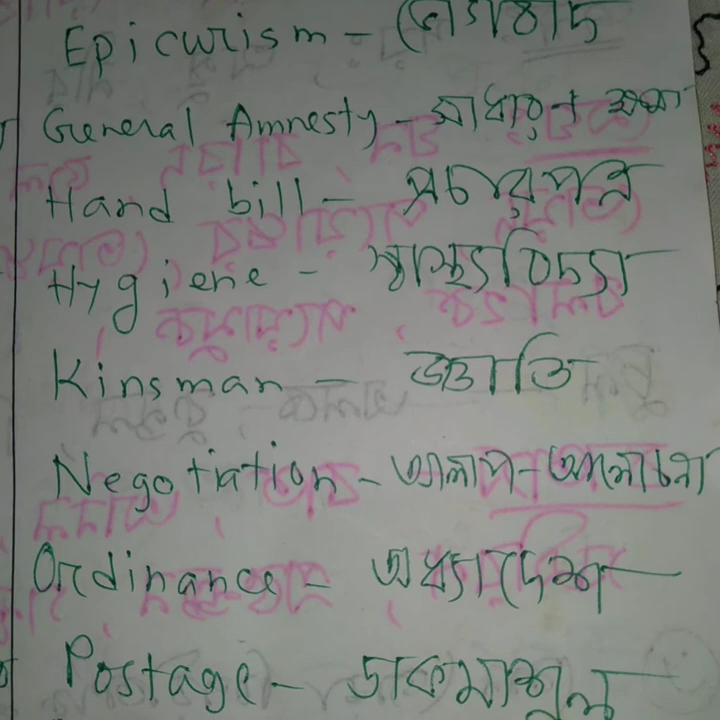 Epicurism - ভোগবাদ
General Amnesty - সাধারণ ক্ষমা
Hand bill - প্রচারপত্র
Hygiene - স্বাস্থ্যবিদ্যা
Kinsman - জ্ঞাতি
Negotiation - আলাপ-আলোচনা
Ordinance - অধ্যাদেশ
Postage - ডাকমাশুল